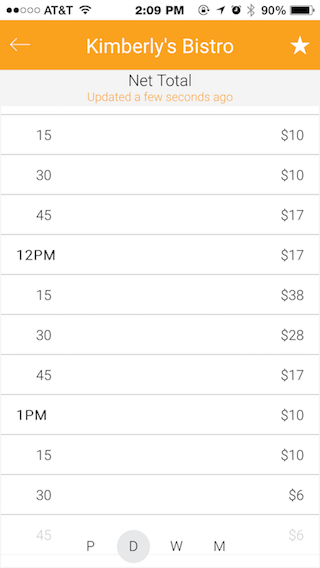 AT&T 2:09 PM 90%
Kimberly's Bistro
Net Total
Updated a few seconds ago
15 $10
30 $10
45 $17
12PM $17
15 $38
30 $28
45 $17
1PM $10
15 $10
30 $6
45 $6
P D W M